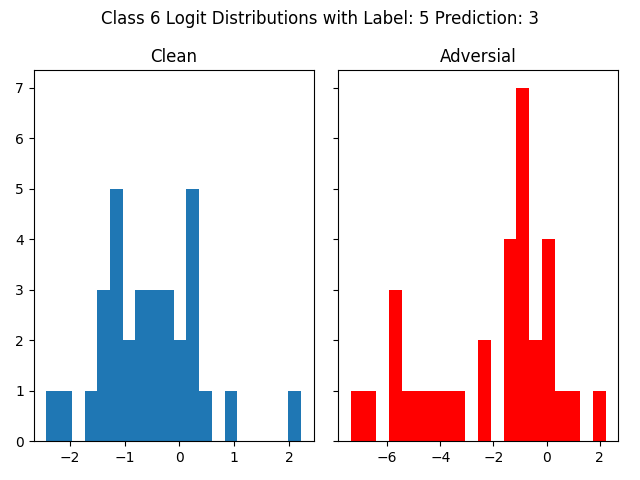 Class 6 Logit Distributions with Label: 5 Prediction: 3
Clean
Adversial
7
6
5
4
3
2
1
0
−2 −1 0 1 2
−6 −4 −2 0 2